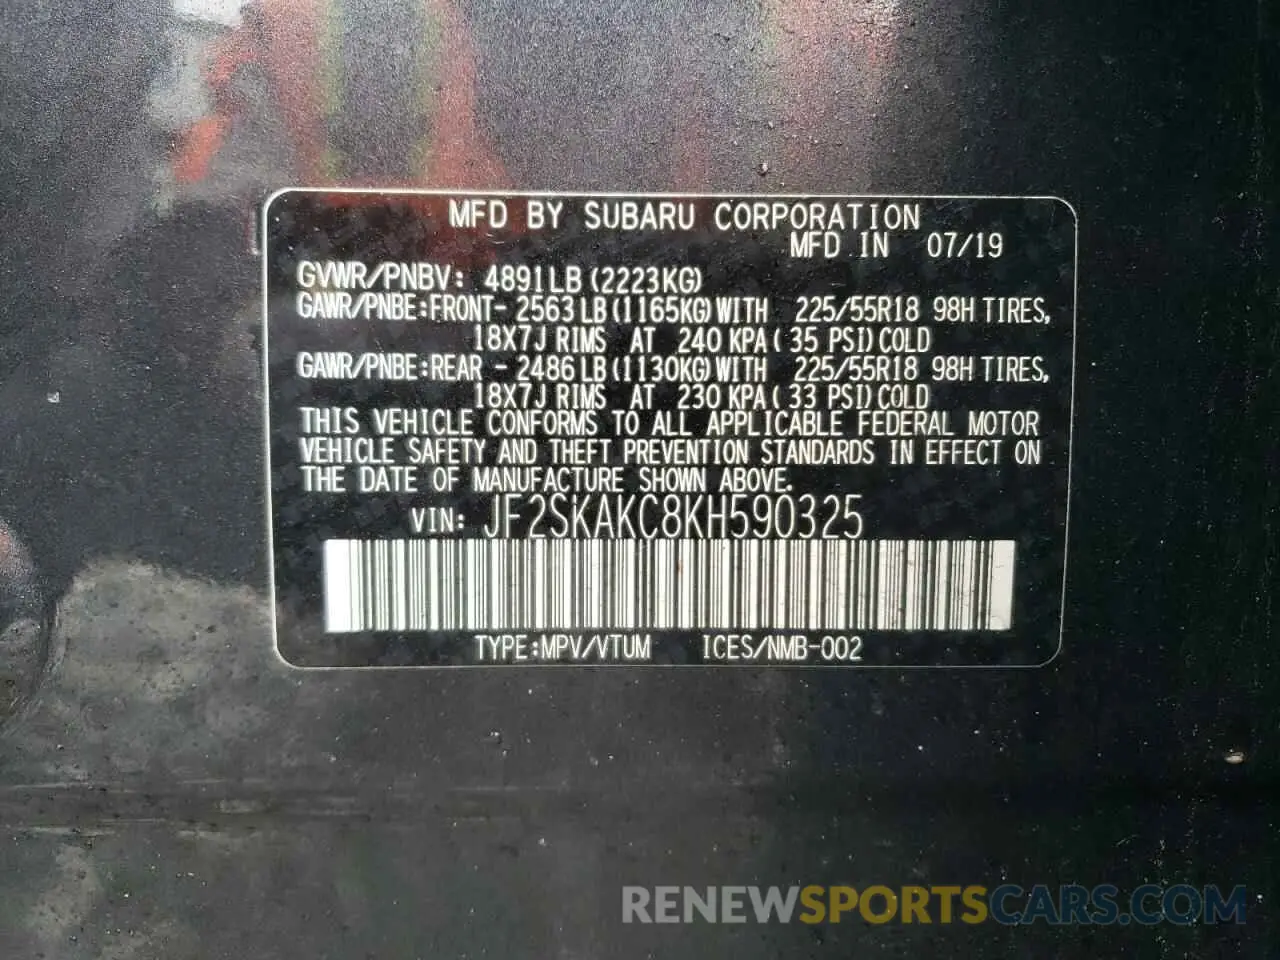 MFD BY SUBARU CORPORATION
MFD IN 07/19
GVWR/PNBV: 4891LB (2223KG)
GAWR/PNBE:FRONT- 2563 LB (1165KG) WITH 225/55R18 98H TIRES,
18X7J RIMS AT 240 KPA ( 35 PSI) COLD
GAWR/PNBE:REAR - 2486 LB (1130KG) WITH 225/55R18 98H TIRES,
18X7J RIMS AT 230 KPA ( 33 PSI) COLD
THIS VEHICLE CONFORMS TO ALL APPLICABLE FEDERAL MOTOR
VEHICLE SAFETY AND THEFT PREVENTION STANDARDS IN EFFECT ON
THE DATE OF MANUFACTURE SHOWN ABOVE.
VIN: JF2SKAKC8KH590325
TYPE:MPV/VTUM ICES/NMB-002
RENEWSPORTSCARS.COM